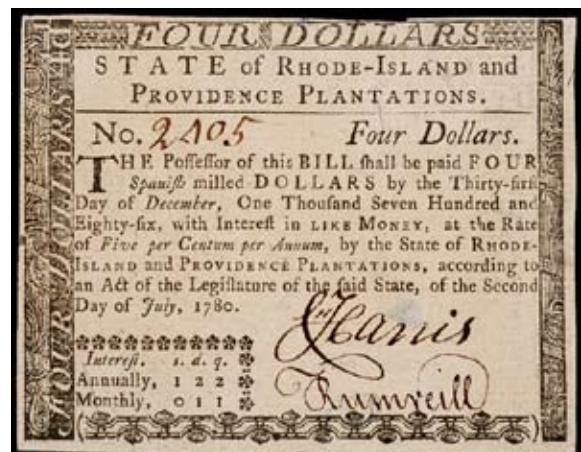 FOUR DOLLARS
STATE of RHODE-ISLAND and
PROVIDENCE PLANTATIONS.
No. 2405 Four Dollars.
THE Poſſeſſor of this BILL ſhall be paid FOUR
Spaniſh milled DOLLARS by the Thirty-firſt
Day of December, One Thouſand Seven Hundred and
Eighty-ſix, with Intereſt in LIKE MONEY, at the Rate
of Five per Centum per Annum, by the State of RHODE-
ISLAND and PROVIDENCE PLANTATIONS, according to
an Act of the Legiſlature of the ſaid State, of the Second
Day of July, 1780.
Harris
Intereſt. s. d. q.
Annually, 1 2 2
Monthly, 0 1 1
FOUR DOLLARS